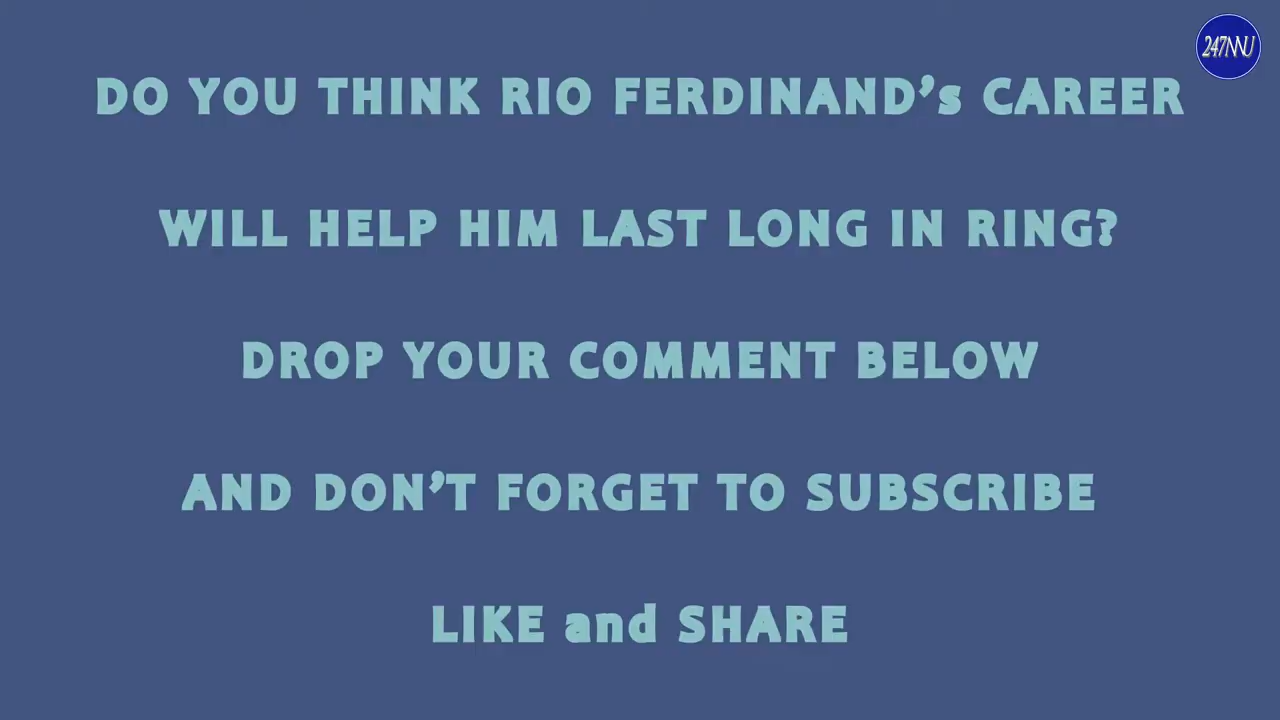 247NNU
DO YOU THINK RIO FERDINAND's CAREER
WILL HELP HIM LAST LONG IN RING?
DROP YOUR COMMENT BELOW
AND DON'T FORGET TO SUBSCRIBE
LIKE and SHARE